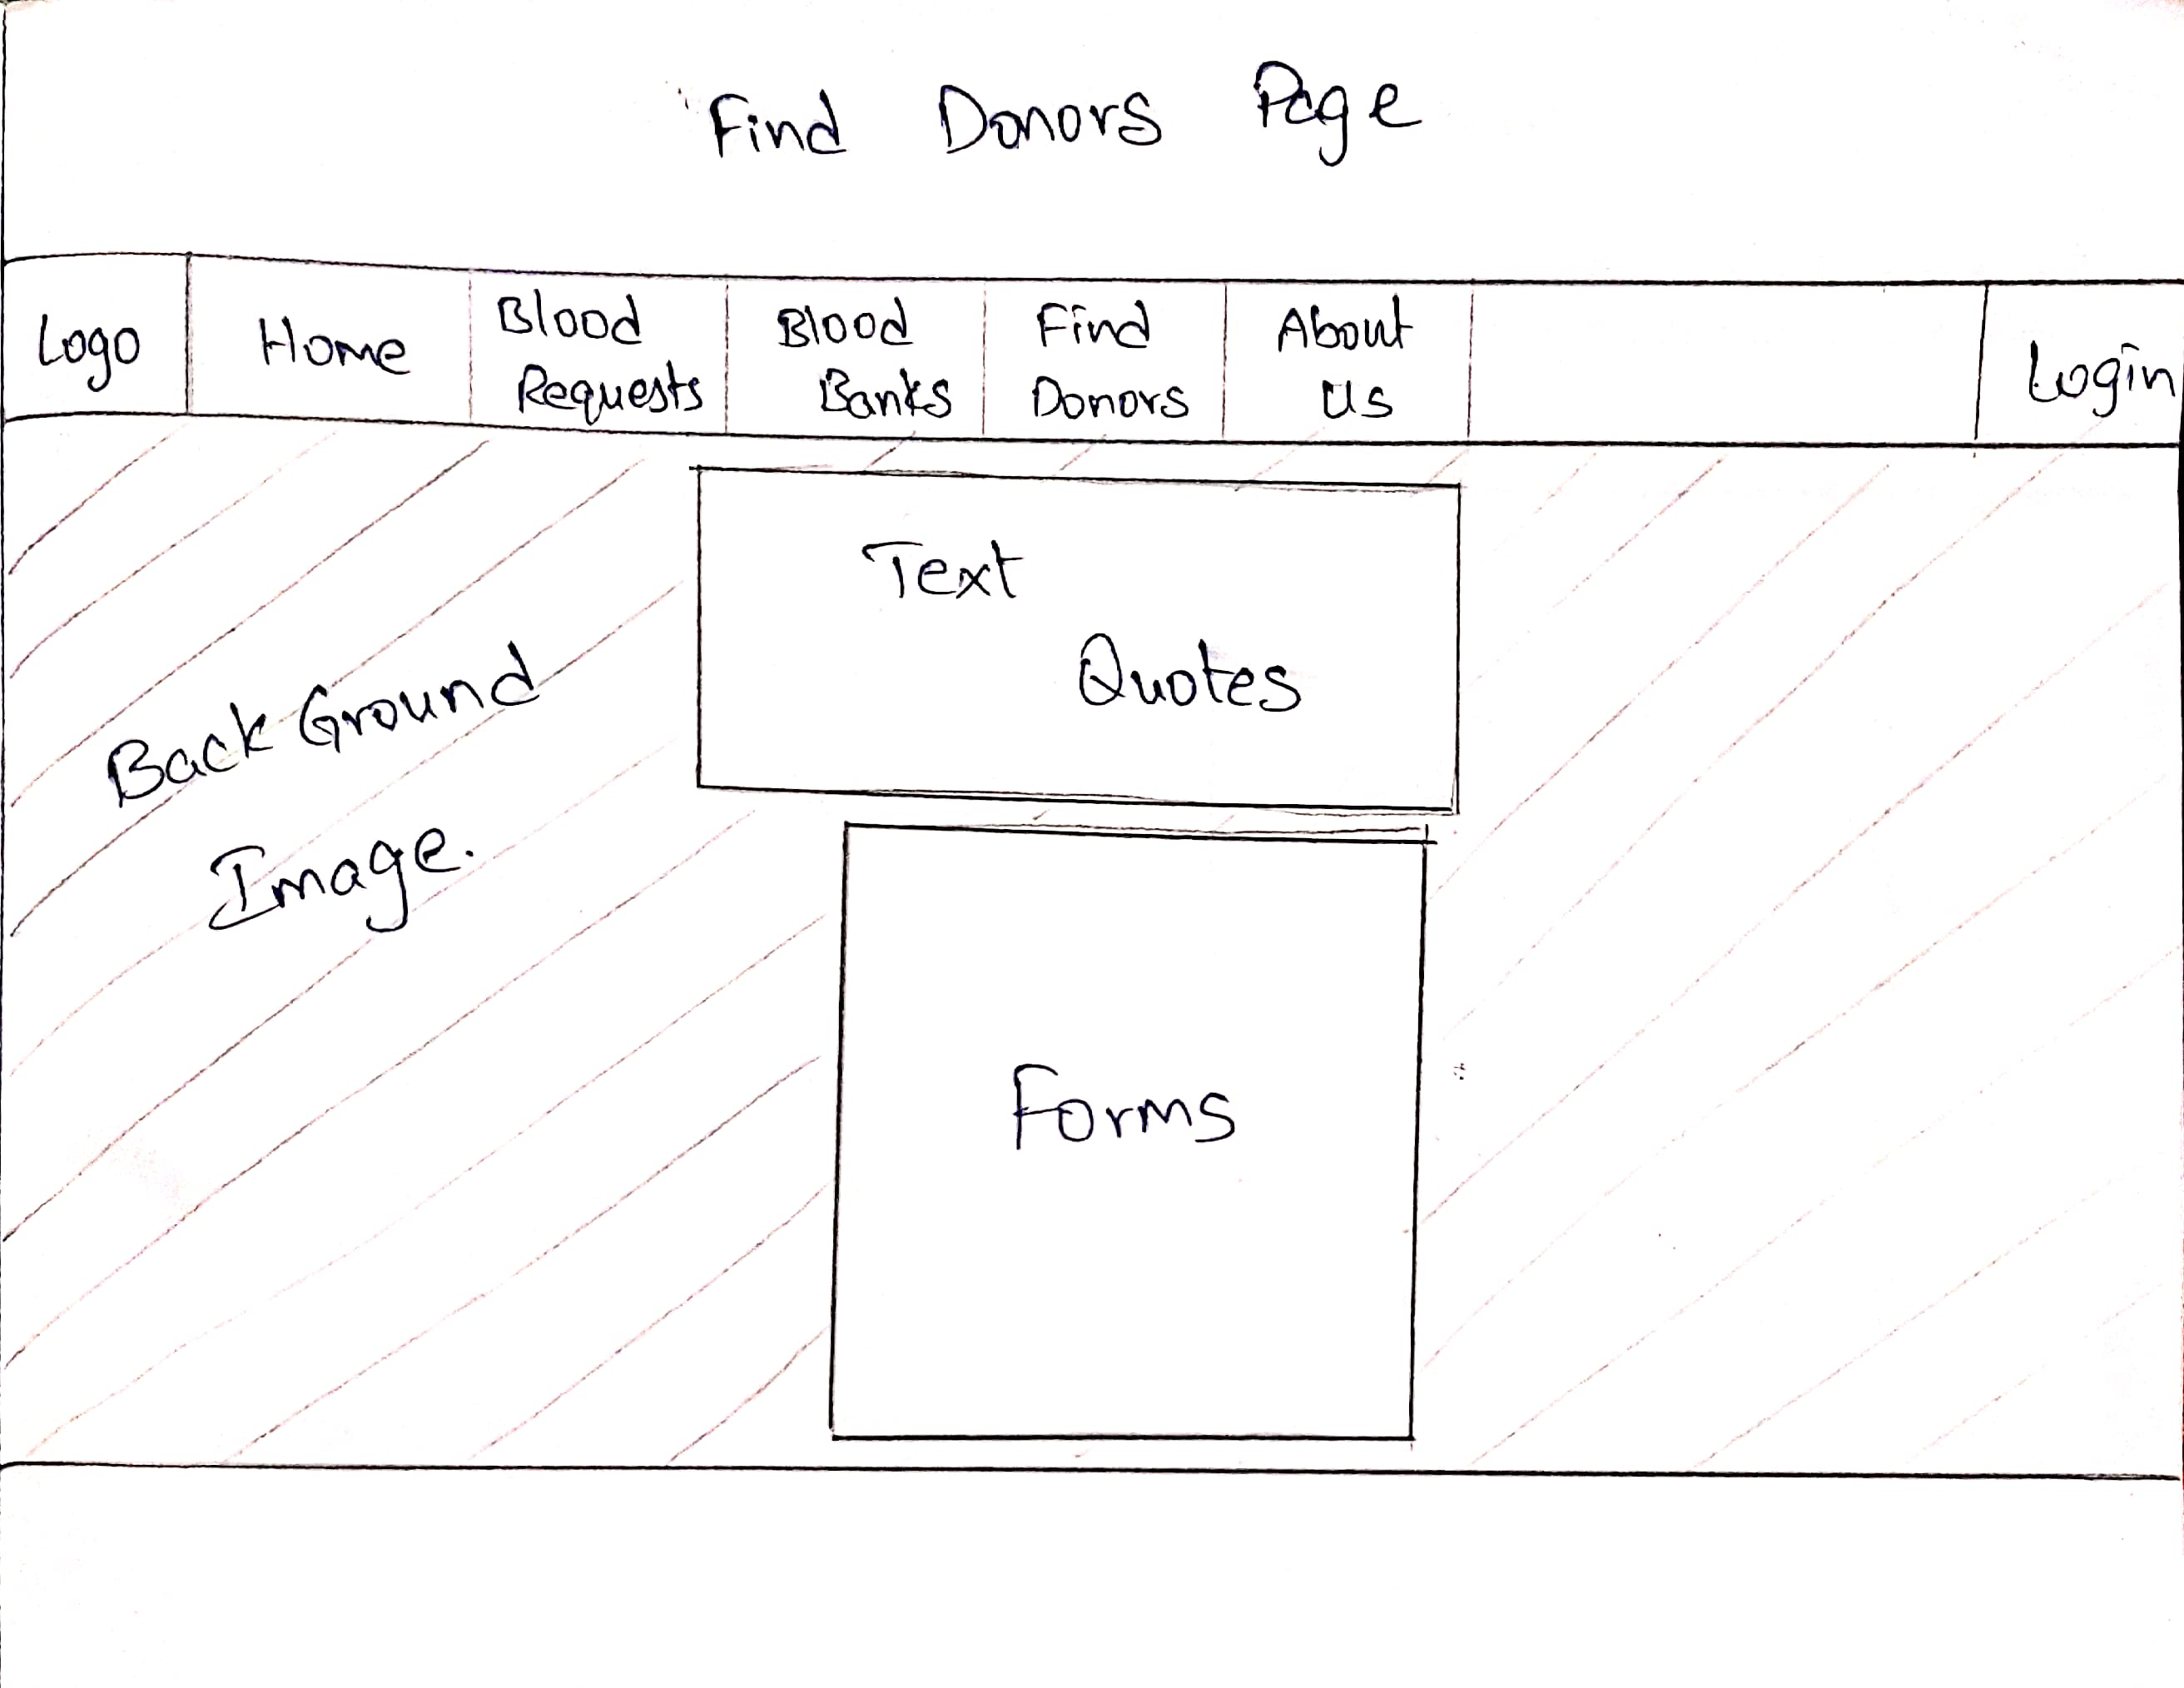 Find Donors Page
Logo
Home
Blood
Requests
Blood
Banks
Find
Donors
About
Us
Login
Text
Quotes
Back Ground
Image.
Forms